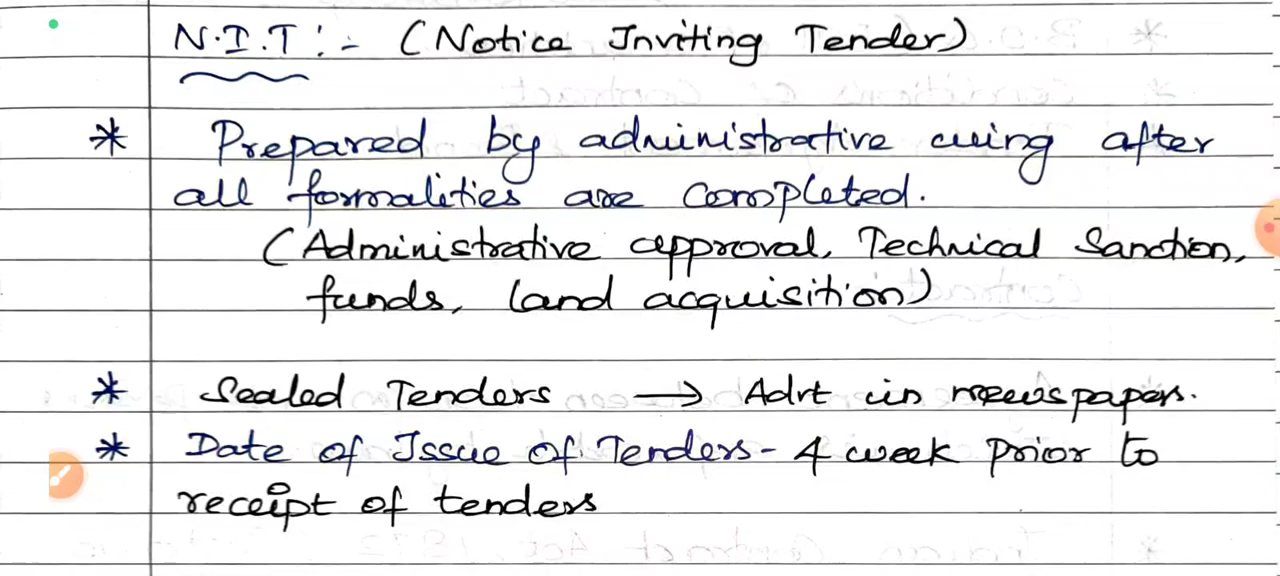 N.I.T :- (Notice Inviting Tender)
* Prepared by administrative wing after
all formalities are completed.
(Administrative approval, Technical Sanction,
funds, land acquisition)
* Sealed Tenders → Advt in newspapers.
* Date of Issue of Tenders - 4 week prior to
receipt of tenders